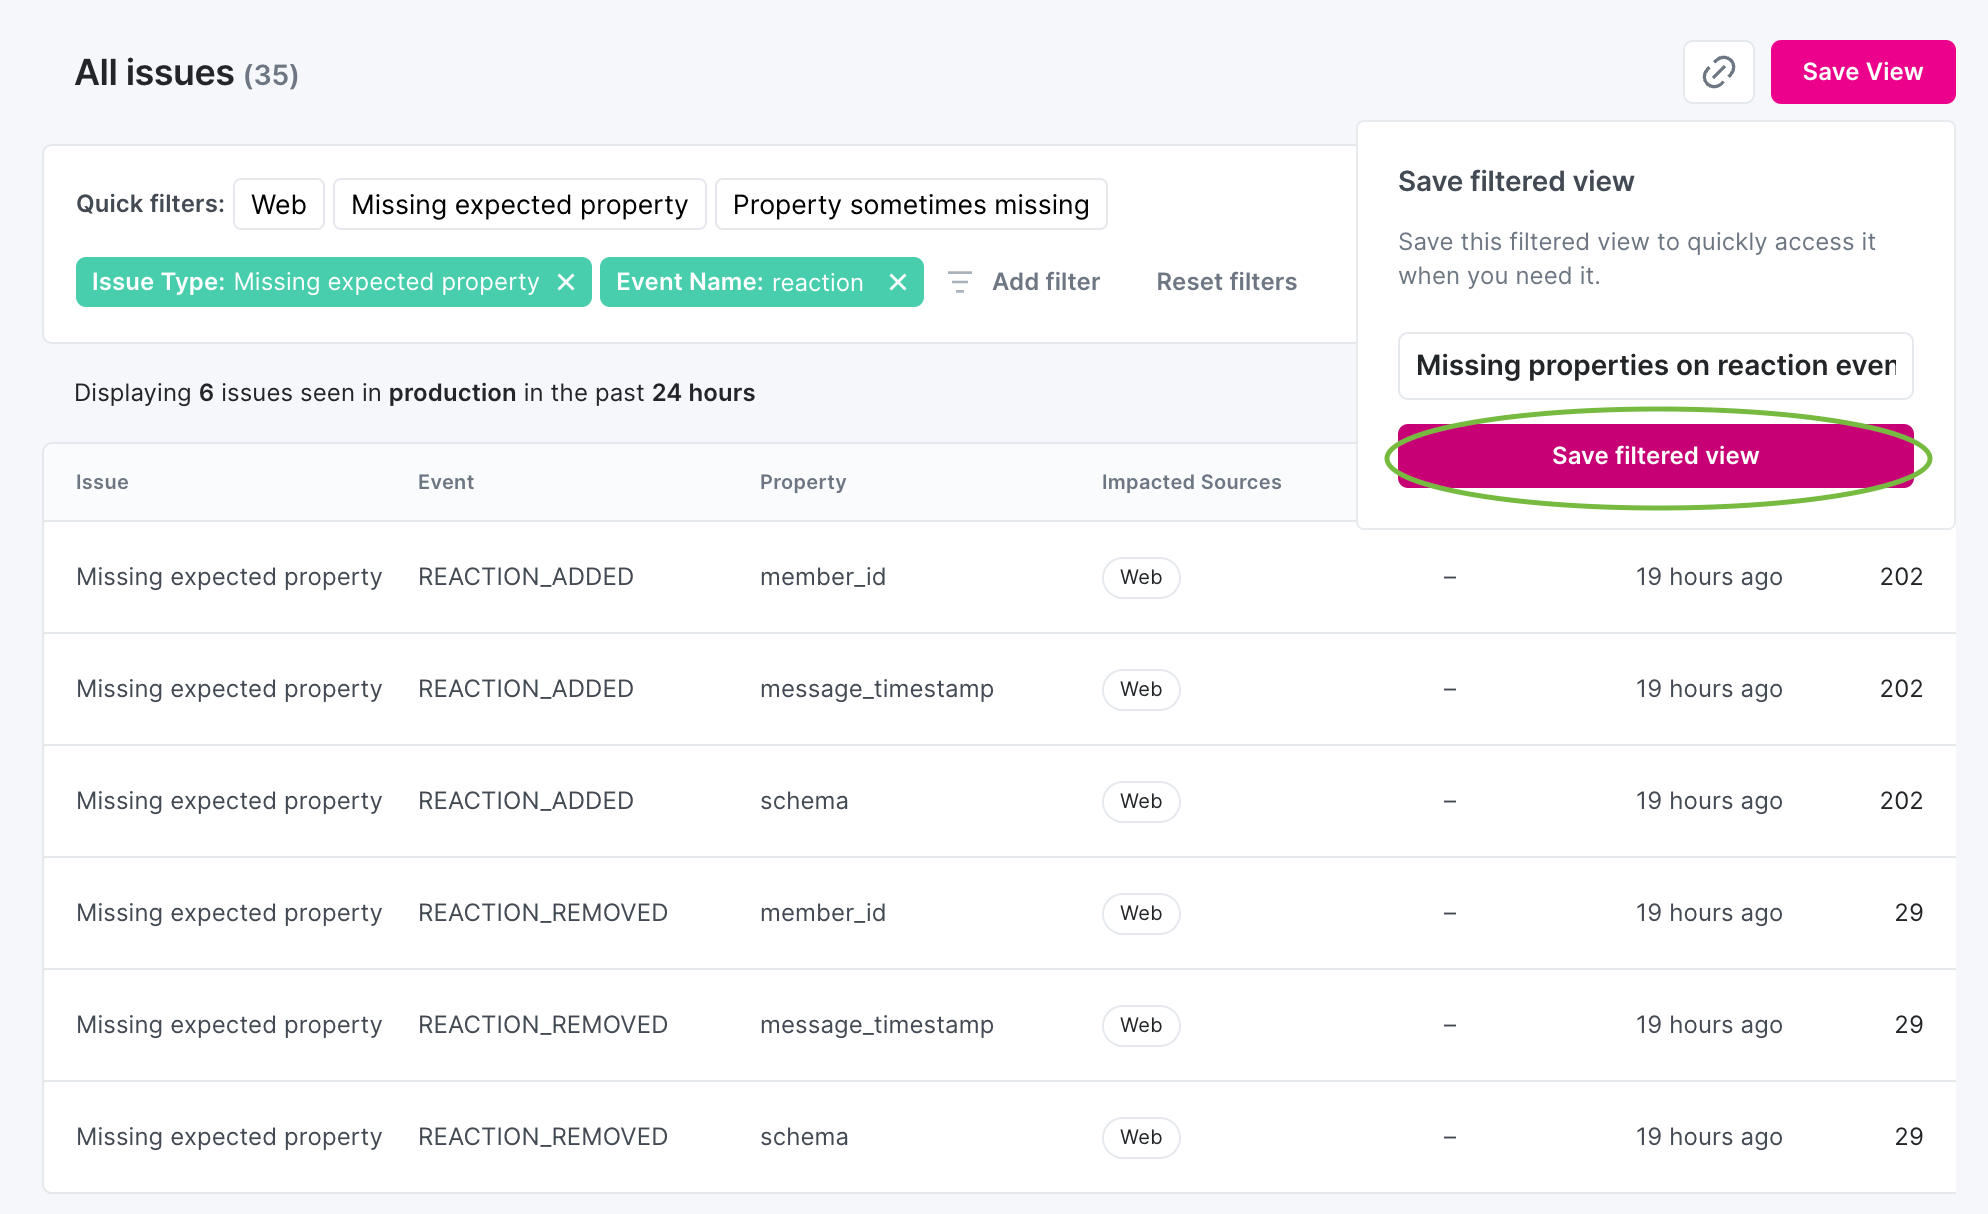 All issues (35)
Save View
Quick filters: Web Missing expected property Property sometimes missing
Issue Type: Missing expected property Event Name: reaction Add filter Reset filters
Save filtered view
Save this filtered view to quickly access it
when you need it.
Missing properties on reaction even
Save filtered view
Displaying 6 issues seen in production in the past 24 hours
Issue Event Property Impacted Sources
Missing expected property REACTION_ADDED member_id Web – 19 hours ago 202
Missing expected property REACTION_ADDED message_timestamp Web – 19 hours ago 202
Missing expected property REACTION_ADDED schema Web – 19 hours ago 202
Missing expected property REACTION_REMOVED member_id Web – 19 hours ago 29
Missing expected property REACTION_REMOVED message_timestamp Web – 19 hours ago 29
Missing expected property REACTION_REMOVED schema Web – 19 hours ago 29